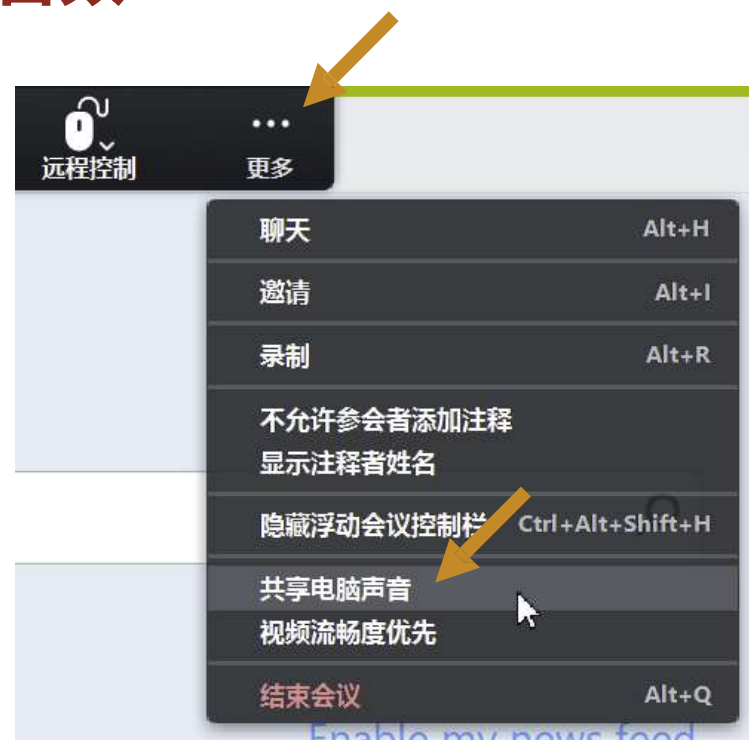 远程控制
更多
聊天 Alt+H
邀请 Alt+I
录制 Alt+R
不允许参会者添加注释
显示注释者姓名
隐藏浮动会议控制栏 Ctrl+Alt+Shift+H
共享电脑声音
视频流畅度优先
结束会议 Alt+Q
Enable my news feed